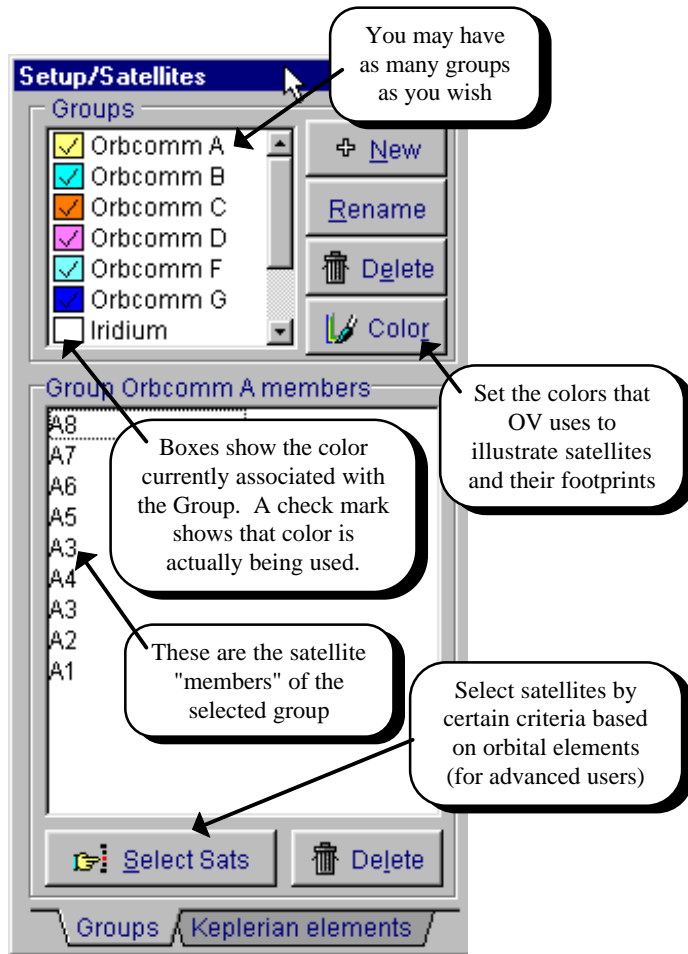 You may have
as many groups
as you wish
Setup/Satellites
Groups
Orbcomm A
Orbcomm B
Orbcomm C
Orbcomm D
Orbcomm F
Orbcomm G
Iridium
New
Rename
Delete
Color
Set the colors that
OV uses to
illustrate satellites
and their footprints
Group Orbcomm A members
A8
A7
A6
A5
A3
A4
A3
A2
A1
Boxes show the color
currently associated with
the Group. A check mark
shows that color is
actually being used.
These are the satellite
"members" of the
selected group
Select satellites by
certain criteria based
on orbital elements
(for advanced users)
Select Sats
Delete
Groups
Keplerian elements